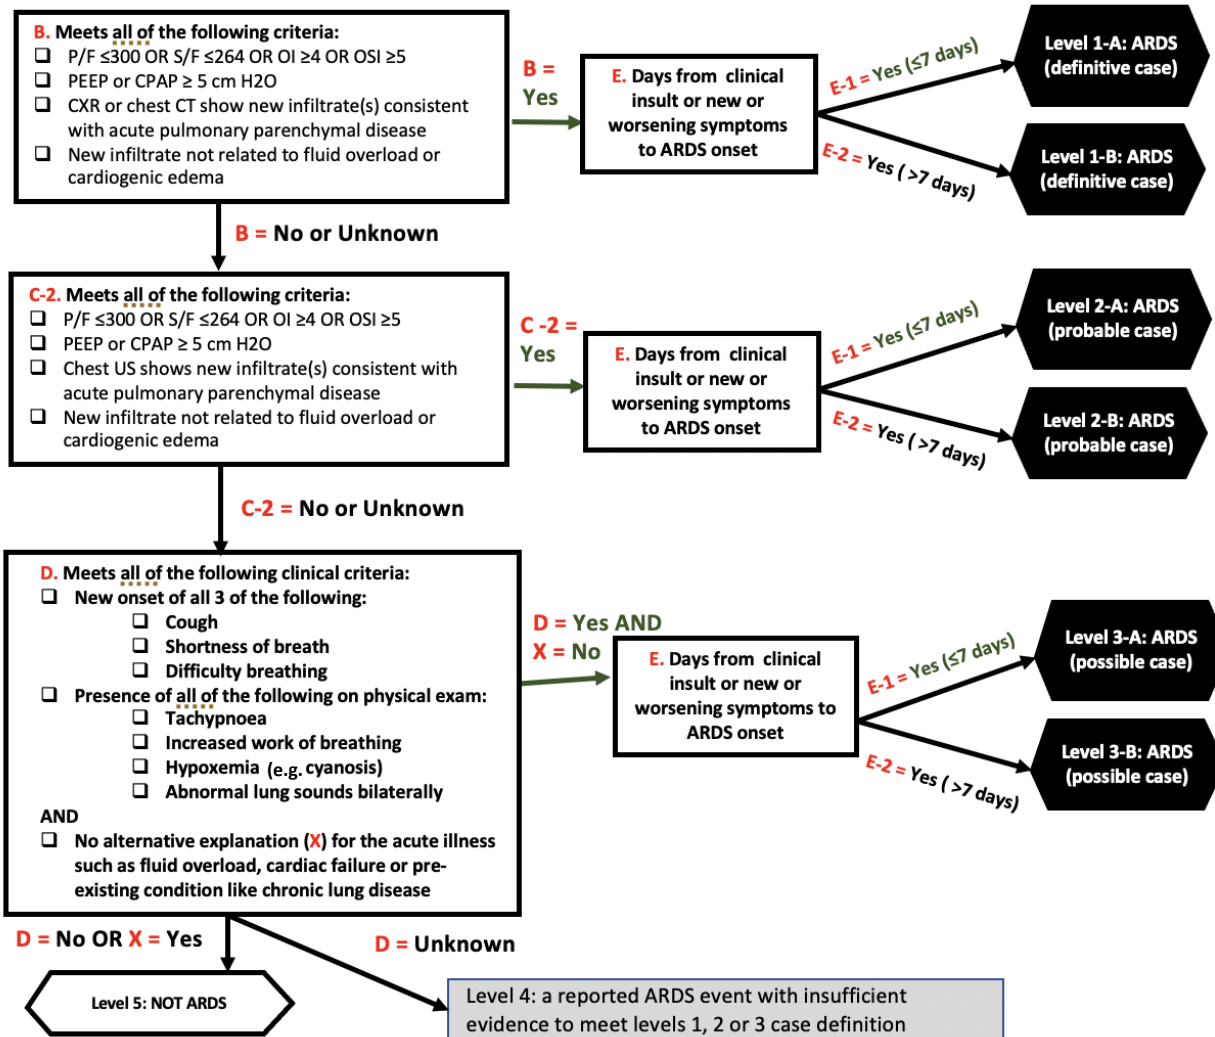 B. Meets all of the following criteria:
❑ P/F ≤300 OR S/F ≤264 OR OI ≥4 OR OSI ≥5
❑ PEEP or CPAP ≥ 5 cm H2O
❑ CXR or chest CT show new infiltrate(s) consistent
with acute pulmonary parenchymal disease
❑ New infiltrate not related to fluid overload or
cardiogenic edema
B =
Yes
E. Days from clinical
insult or new or
worsening symptoms
to ARDS onset
E-1 = Yes (≤7 days)
E-2 = Yes ( >7 days)
Level 1-A: ARDS
(definitive case)
Level 1-B: ARDS
(definitive case)
B = No or Unknown
C-2. Meets all of the following criteria:
❑ P/F ≤300 OR S/F ≤264 OR OI ≥4 OR OSI ≥5
❑ PEEP or CPAP ≥ 5 cm H2O
❑ Chest US shows new infiltrate(s) consistent with
acute pulmonary parenchymal disease
❑ New infiltrate not related to fluid overload or
cardiogenic edema
C -2 =
Yes
E. Days from clinical
insult or new or
worsening symptoms
to ARDS onset
E-1 = Yes (≤7 days)
E-2 = Yes ( >7 days)
Level 2-A: ARDS
(probable case)
Level 2-B: ARDS
(probable case)
C-2 = No or Unknown
D. Meets all of the following clinical criteria:
❑ New onset of all 3 of the following:
❑ Cough
❑ Shortness of breath
❑ Difficulty breathing
❑ Presence of all of the following on physical exam:
❑ Tachypnoea
❑ Increased work of breathing
❑ Hypoxemia (e.g. cyanosis)
❑ Abnormal lung sounds bilaterally
AND
❑ No alternative explanation (X) for the acute illness
such as fluid overload, cardiac failure or pre-
existing condition like chronic lung disease
D = Yes AND
X = No
E. Days from clinical
insult or new or
worsening symptoms to
ARDS onset
E-1 = Yes (≤7 days)
E-2 = Yes ( >7 days)
Level 3-A: ARDS
(possible case)
Level 3-B: ARDS
(possible case)
D = No OR X = Yes
D = Unknown
Level 5: NOT ARDS
Level 4: a reported ARDS event with insufficient
evidence to meet levels 1, 2 or 3 case definition